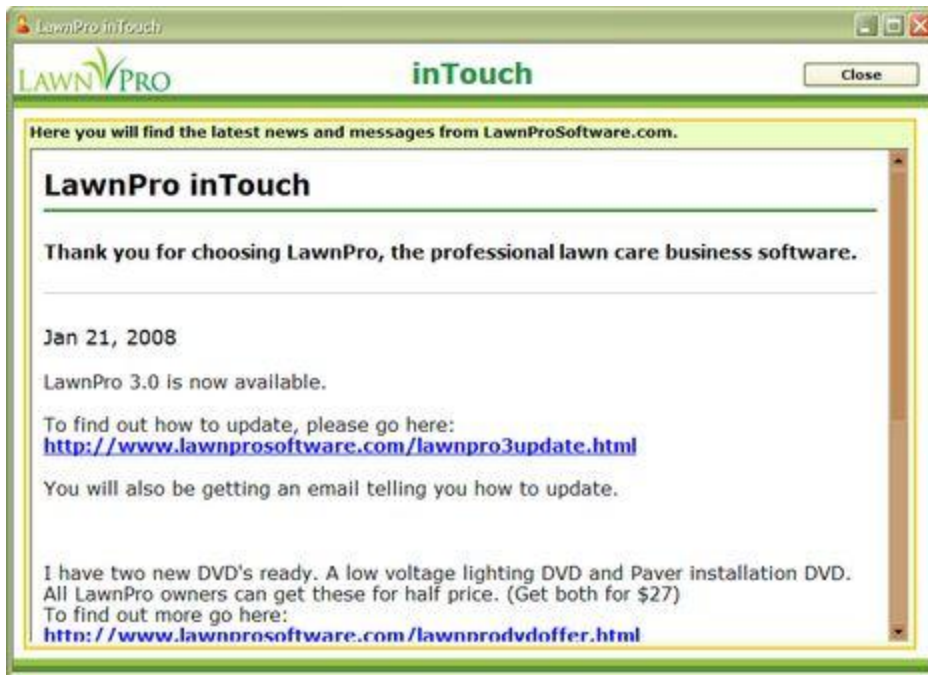 LawnPro inTouch
LAWN PRO
inTouch
Close
Here you will find the latest news and messages from LawnProSoftware.com.
LawnPro inTouch
Thank you for choosing LawnPro, the professional lawn care business software.
Jan 21, 2008
LawnPro 3.0 is now available.
To find out how to update, please go here:
http://www.lawnprosoftware.com/lawnpro3update.html
You will also be getting an email telling you how to update.
I have two new DVD's ready. A low voltage lighting DVD and Paver installation DVD.
All LawnPro owners can get these for half price. (Get both for $27)
To find out more go here:
http://www.lawnprosoftware.com/lawnprodvdoffer.html